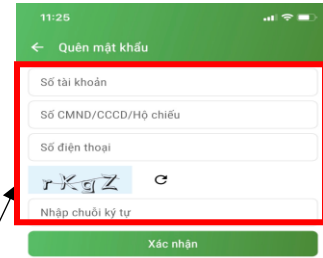 11:25
Quên mật khẩu
Số tài khoản
Số CMND/CCCD/Hộ chiếu
Số điện thoại
rKgZ
Nhập chuỗi ký tự
Xác nhận